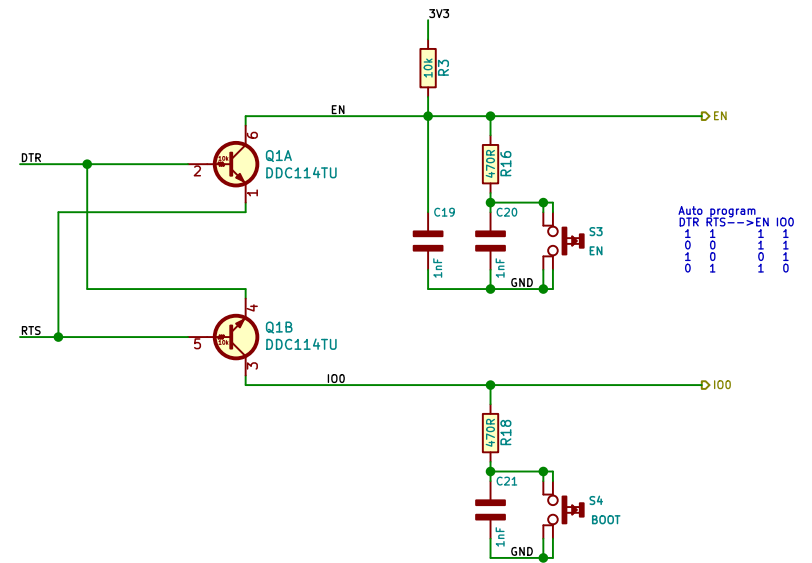 3V3
10k
R3
EN
EN
DTR
10k
2
6
1
Q1A
DDC114TU
470R
R16
C19
1nF
C20
1nF
S3
EN
GND
Auto program
DTR RTS-->EN IO0
1 1 1 1
0 0 1 1
1 0 0 1
0 1 1 0
RTS
10k
5
4
3
Q1B
DDC114TU
IO0
IO0
470R
R18
C21
1nF
S4
BOOT
GND